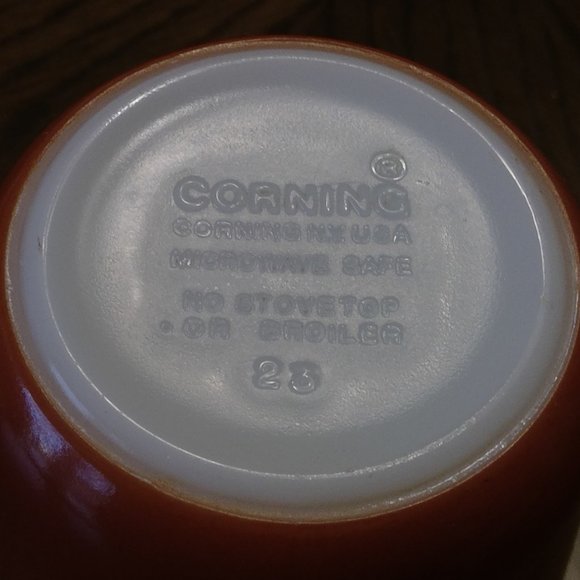 ®
CORNING
CORNING N.Y. USA
MICROWAVE SAFE
NO STOVETOP
OR BROILER
23